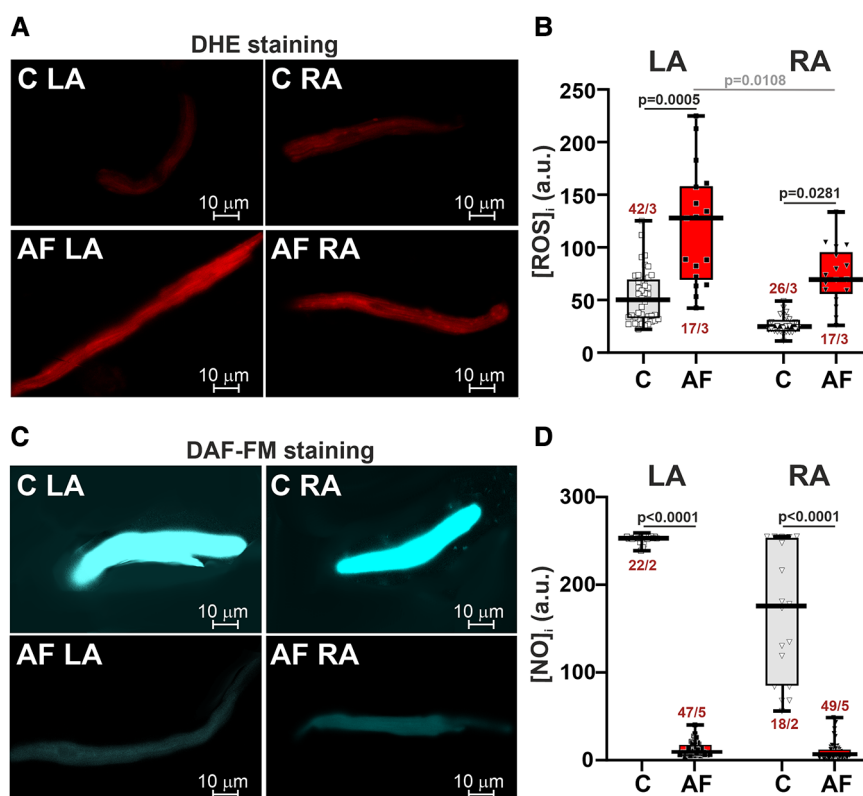 A
DHE staining
C LA
10 μm
C RA
10 μm
AF LA
10 μm
AF RA
10 μm
B
LA
RA
p=0.0108
p=0.0005
p=0.0281
[ROS]i (a.u.)
250
200
150
100
50
0
42/3
17/3
26/3
17/3
C
AF
C
AF
C
DAF-FM staining
C LA
10 μm
C RA
10 μm
AF LA
10 μm
AF RA
10 μm
D
LA
RA
p<0.0001
p<0.0001
[NO]i (a.u.)
300
200
100
0
22/2
47/5
18/2
49/5
C
AF
C
AF